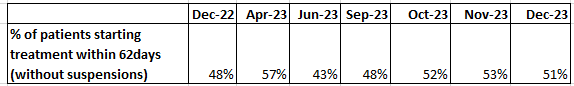 Dec-22 Apr-23 Jun-23 Sep-23 Oct-23 Nov-23 Dec-23
% of patients starting
treatment within 62days
(without suspensions) 48% 57% 43% 48% 52% 53% 51%